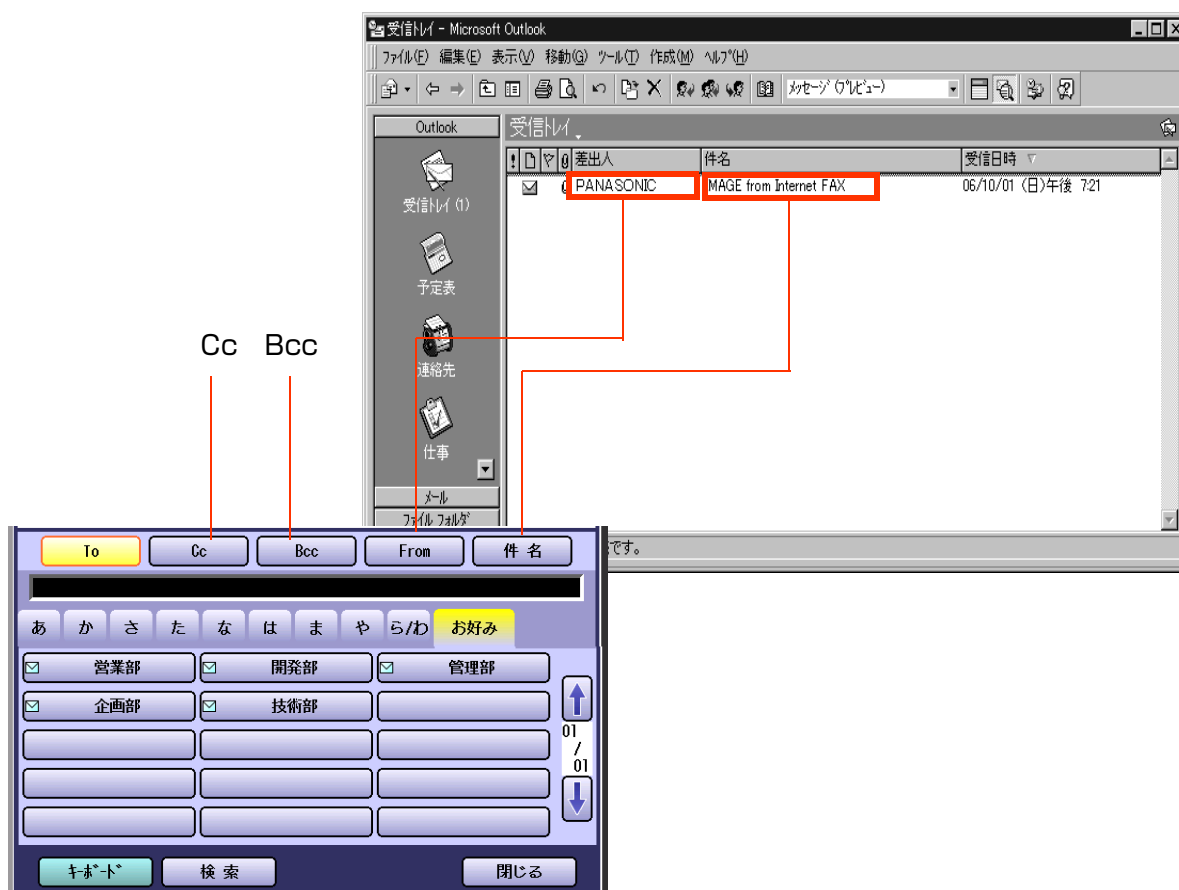 受信トレイ - Microsoft Outlook
ファイル(F) 編集(E) 表示(V) 移動(G) ツール(T) 作成(M) ヘルプ(H)
メッセージ (プレビュー)
Outlook
受信トレイ
差出人 件名 受信日時
PANASONIC MAGE from Internet FAX 06/10/01 (日)午後 7:21
受信トレイ (1)
予定表
連絡先
仕事
メール
ファイル フォルダ
です。
Cc Bcc
To Cc Bcc From 件 名
あ か さ た な は ま や ら/わ お好み
営業部 開発部 管理部
企画部 技術部
01
/
01
キーボード 検 索 閉じる